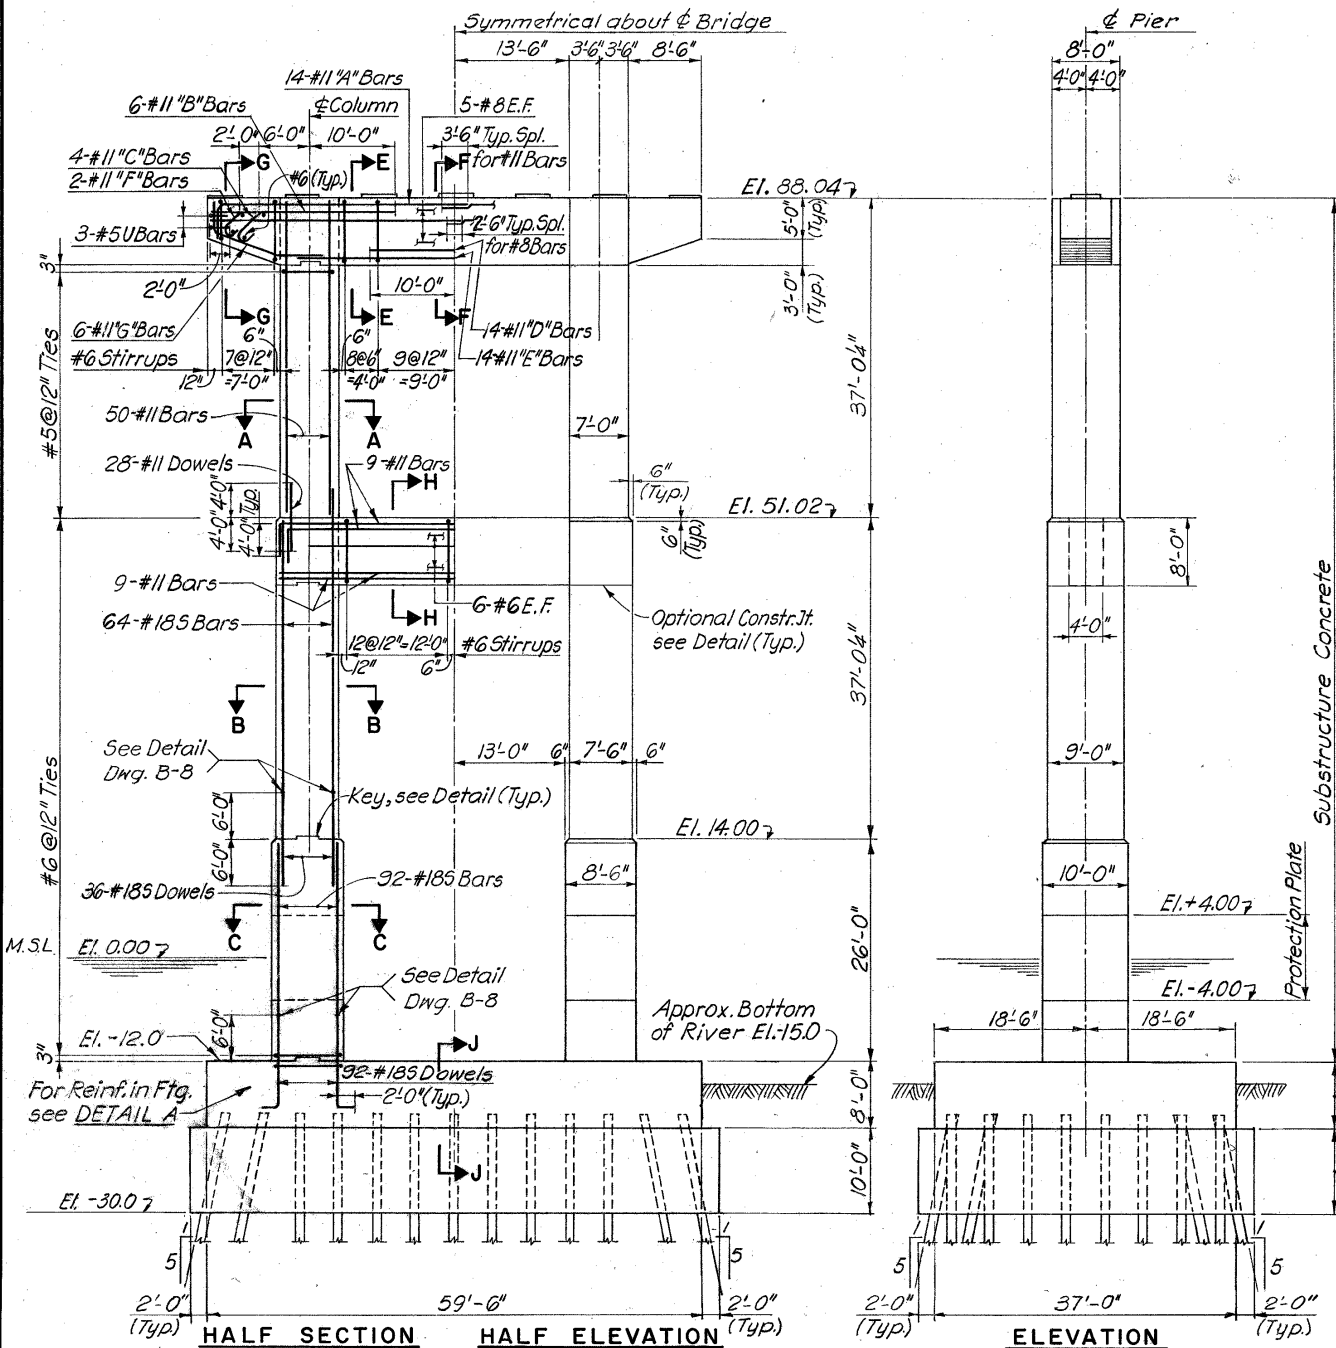 Symmetrical about ₵ Bridge
13'-6" 3'-6" 3'-6" 8'-6"
₵ Pier
8'-0"
4'-0" 4'-0"
14-#11 "A" Bars
6-#11 "B" Bars
₵ Column
5-#8 E.F.
2'-0" 6'-0" 10'-0"
3'-6" Typ. Spl.
for #11 Bars
4-#11 "C" Bars
2-#11 "F" Bars
G
E
F
#6 (Typ.)
El. 88.04
3-#5 U Bars
2'-6" Typ. Spl.
for #8 Bars
5'-0"
(Typ.)
3'-0"
(Typ.)
3"
2'-0"
10'-0"
G
E
F
6-#11 "G" Bars
14-#11 "D" Bars
14-#11 "E" Bars
#6 Stirrups
6"
6"
12"
7@12"
=7'-0"
8@6"
=4'-0"
9@12"
=9'-0"
#5@12" Ties
37'-0¼"
50-#11 Bars
A
A
7'-0"
28-#11 Dowels
9-#11 Bars
H
4'-0" 4'-0"
4'-0" Typ.
6"
(Typ.)
El. 51.02
6"
(Typ.)
8'-0"
4'-0"
9-#11 Bars
H
6-#6 E.F.
64-#18S Bars
Optional Constr. Jt.
see Detail (Typ.)
12@12"=12'-0" #6 Stirrups
12"
6"
37'-0¼"
Substructure Concrete
B
B
See Detail
Dwg. B-8
13'-0" 6" 7'-6" 6"
9'-0"
#6@12" Ties
Key, see Detail (Typ.)
6'-0"
6'-0"
El. 14.00
36-#18S Dowels
92-#18S Bars
8'-6"
10'-0"
26'-0"
El. +4.00
Protection Plate
El. -4.00
C
C
M.S.L. El. 0.00
See Detail
Dwg. B-8
Approx. Bottom
of River El.-15.0
18'-6" 18'-6"
El. -12.0
6'-0"
3"
J
92-#18S Dowels
2'-0" (Typ.)
For Reinf. in Ftg.
see DETAIL A
8'-0"
J
10'-0"
El. -30.0
1
5
1
5
1
5
1
5
2'-0"
(Typ.)
59'-6"
2'-0"
(Typ.)
2'-0"
(Typ.)
37'-0"
2'-0"
(Typ.)
HALF SECTION
HALF ELEVATION
ELEVATION